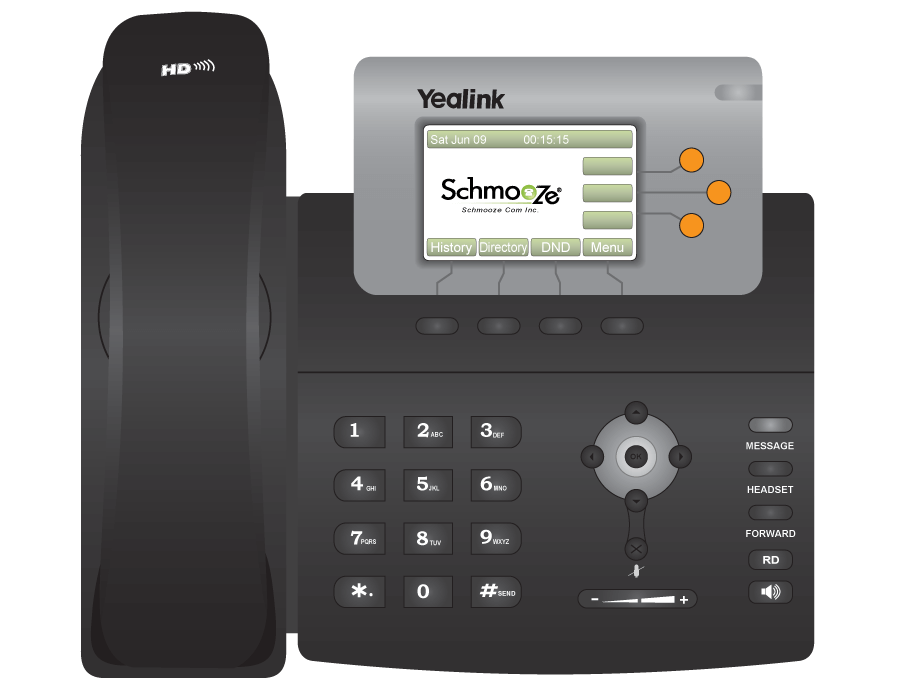 HD
Yealink
Sat Jun 09 00:15:15
Schmooze®
Schmooze Com Inc.
History Directory DND Menu
1 2 ABC 3 DEF
4 GHI 5 JKL 6 MNO
7 PQRS 8 TUV 9 WXYZ
*. 0 # SEND
OK
MESSAGE
HEADSET
FORWARD
RD
- +